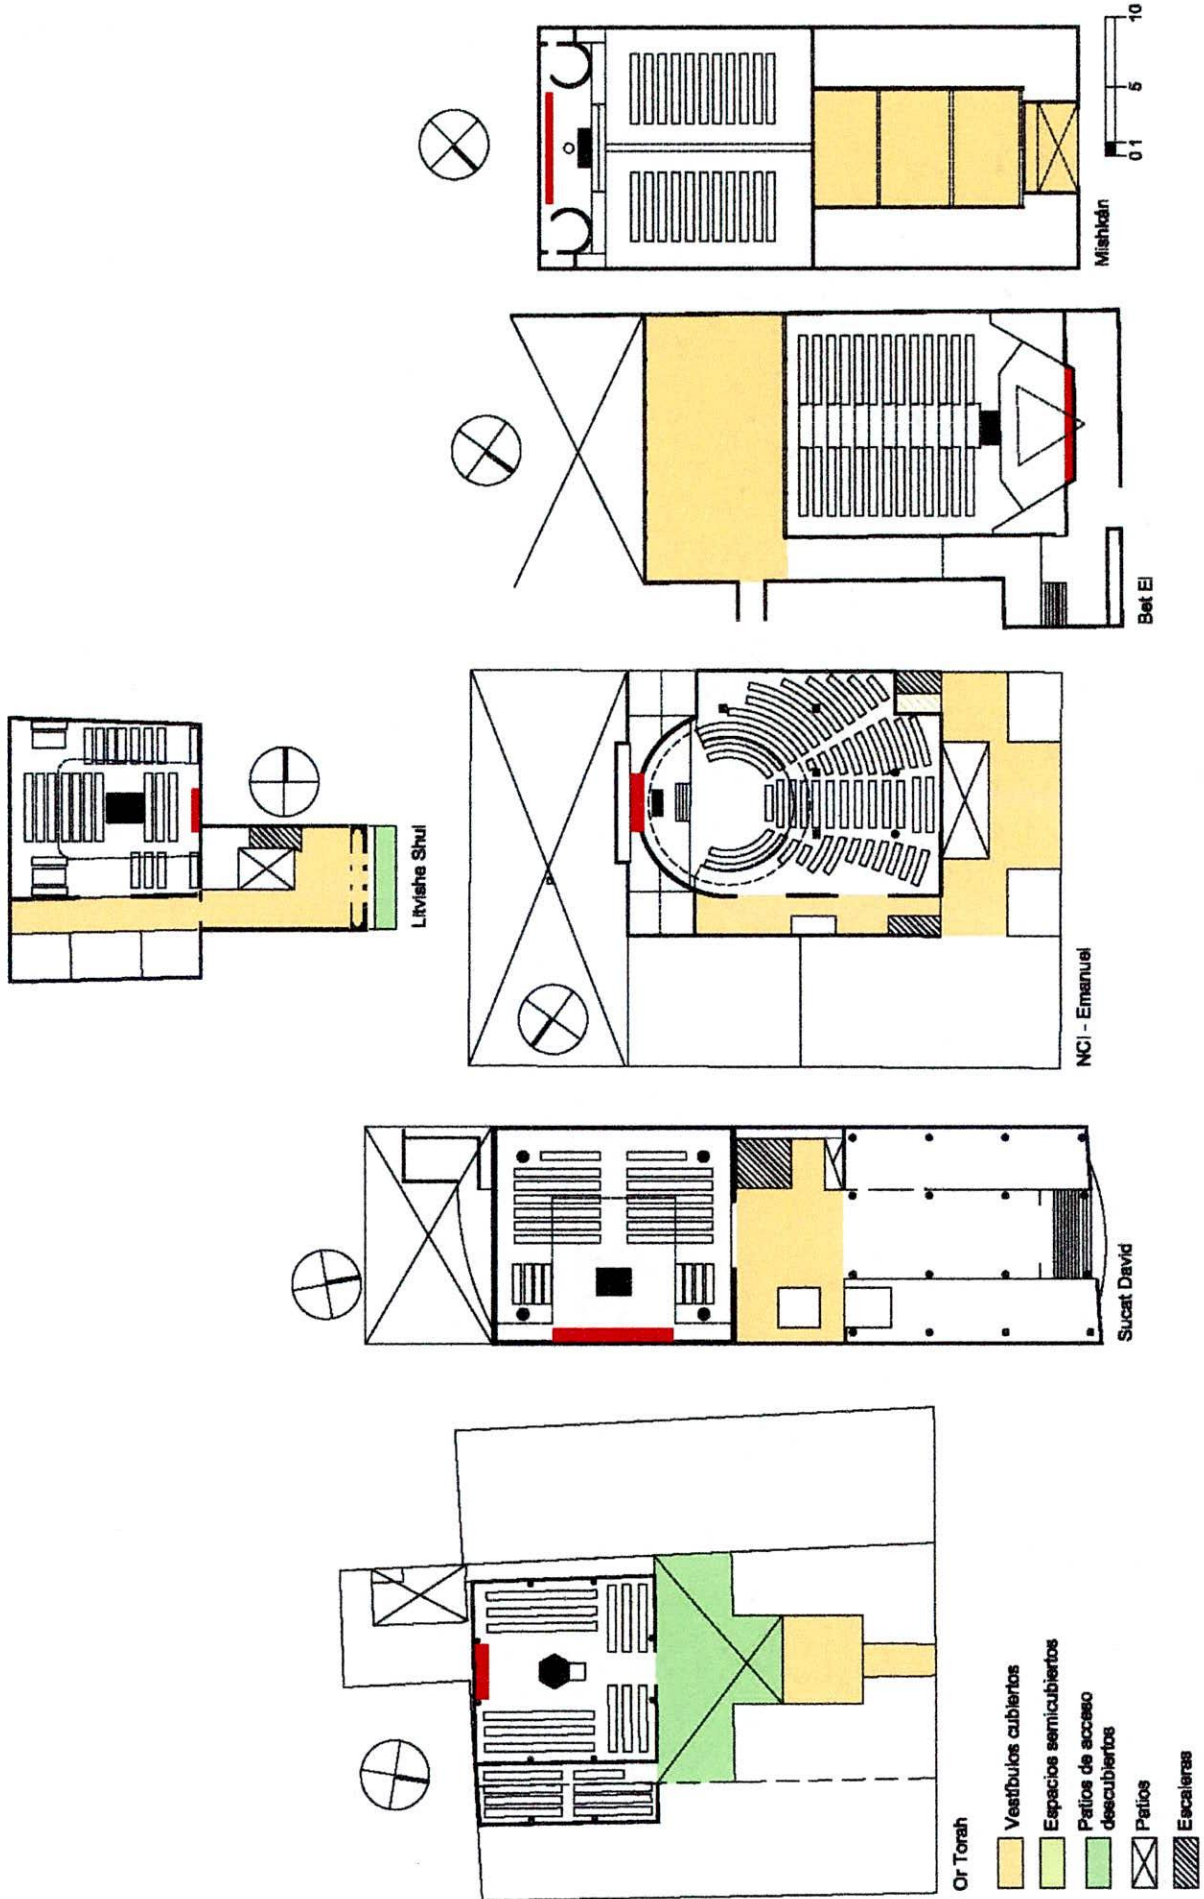 Litvishe Shul
Or Torah
Sucat David
NCI - Emanuel
Bet El
Mishkán
0 1 5 10
Vestíbulos cubiertos
Espacios semicubiertos
Patios de acceso
descubiertos
Patios
Escaleras